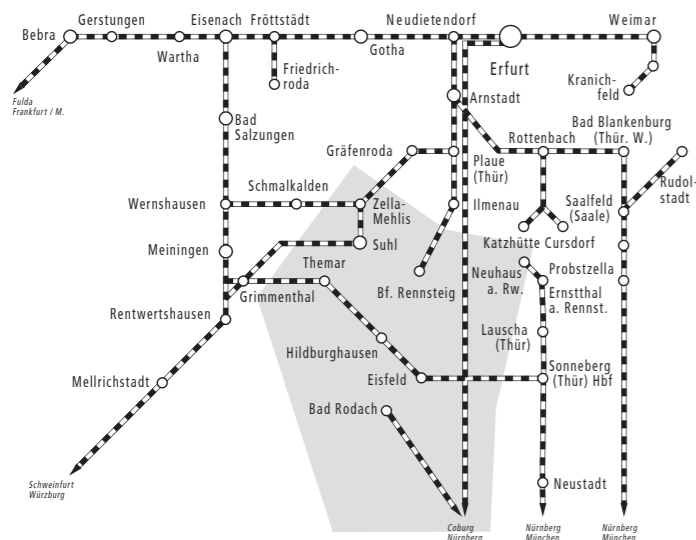 Bebra
Gerstungen
Wartha
Eisenach
Fröttstädt
Gotha
Neudietendorf
Erfurt
Weimar
Friedrich-
roda
Kranich-
feld
Fulda
Frankfurt / M.
Arnstadt
Bad
Salzungen
Gräfenroda
Plaue
(Thür)
Rottenbach
Bad Blankenburg
(Thür. W.)
Rudol-
stadt
Schmalkalden
Wernshausen
Zella-
Mehlis
Ilmenau
Saalfeld
(Saale)
Katzhütte
Cursdorf
Meiningen
Suhl
Themar
Grimmenthal
Bf. Rennsteig
Neuhaus
a. Rw.
Probstzella
Ernstthal
a. Rennst.
Rentwertshausen
Hildburghausen
Lauscha
(Thür)
Mellrichstadt
Eisfeld
Sonneberg
(Thür) Hbf
Bad Rodach
Neustadt
Schweinfurt
Würzburg
Coburg
Nürnberg
Nürnberg
München
Nürnberg
München